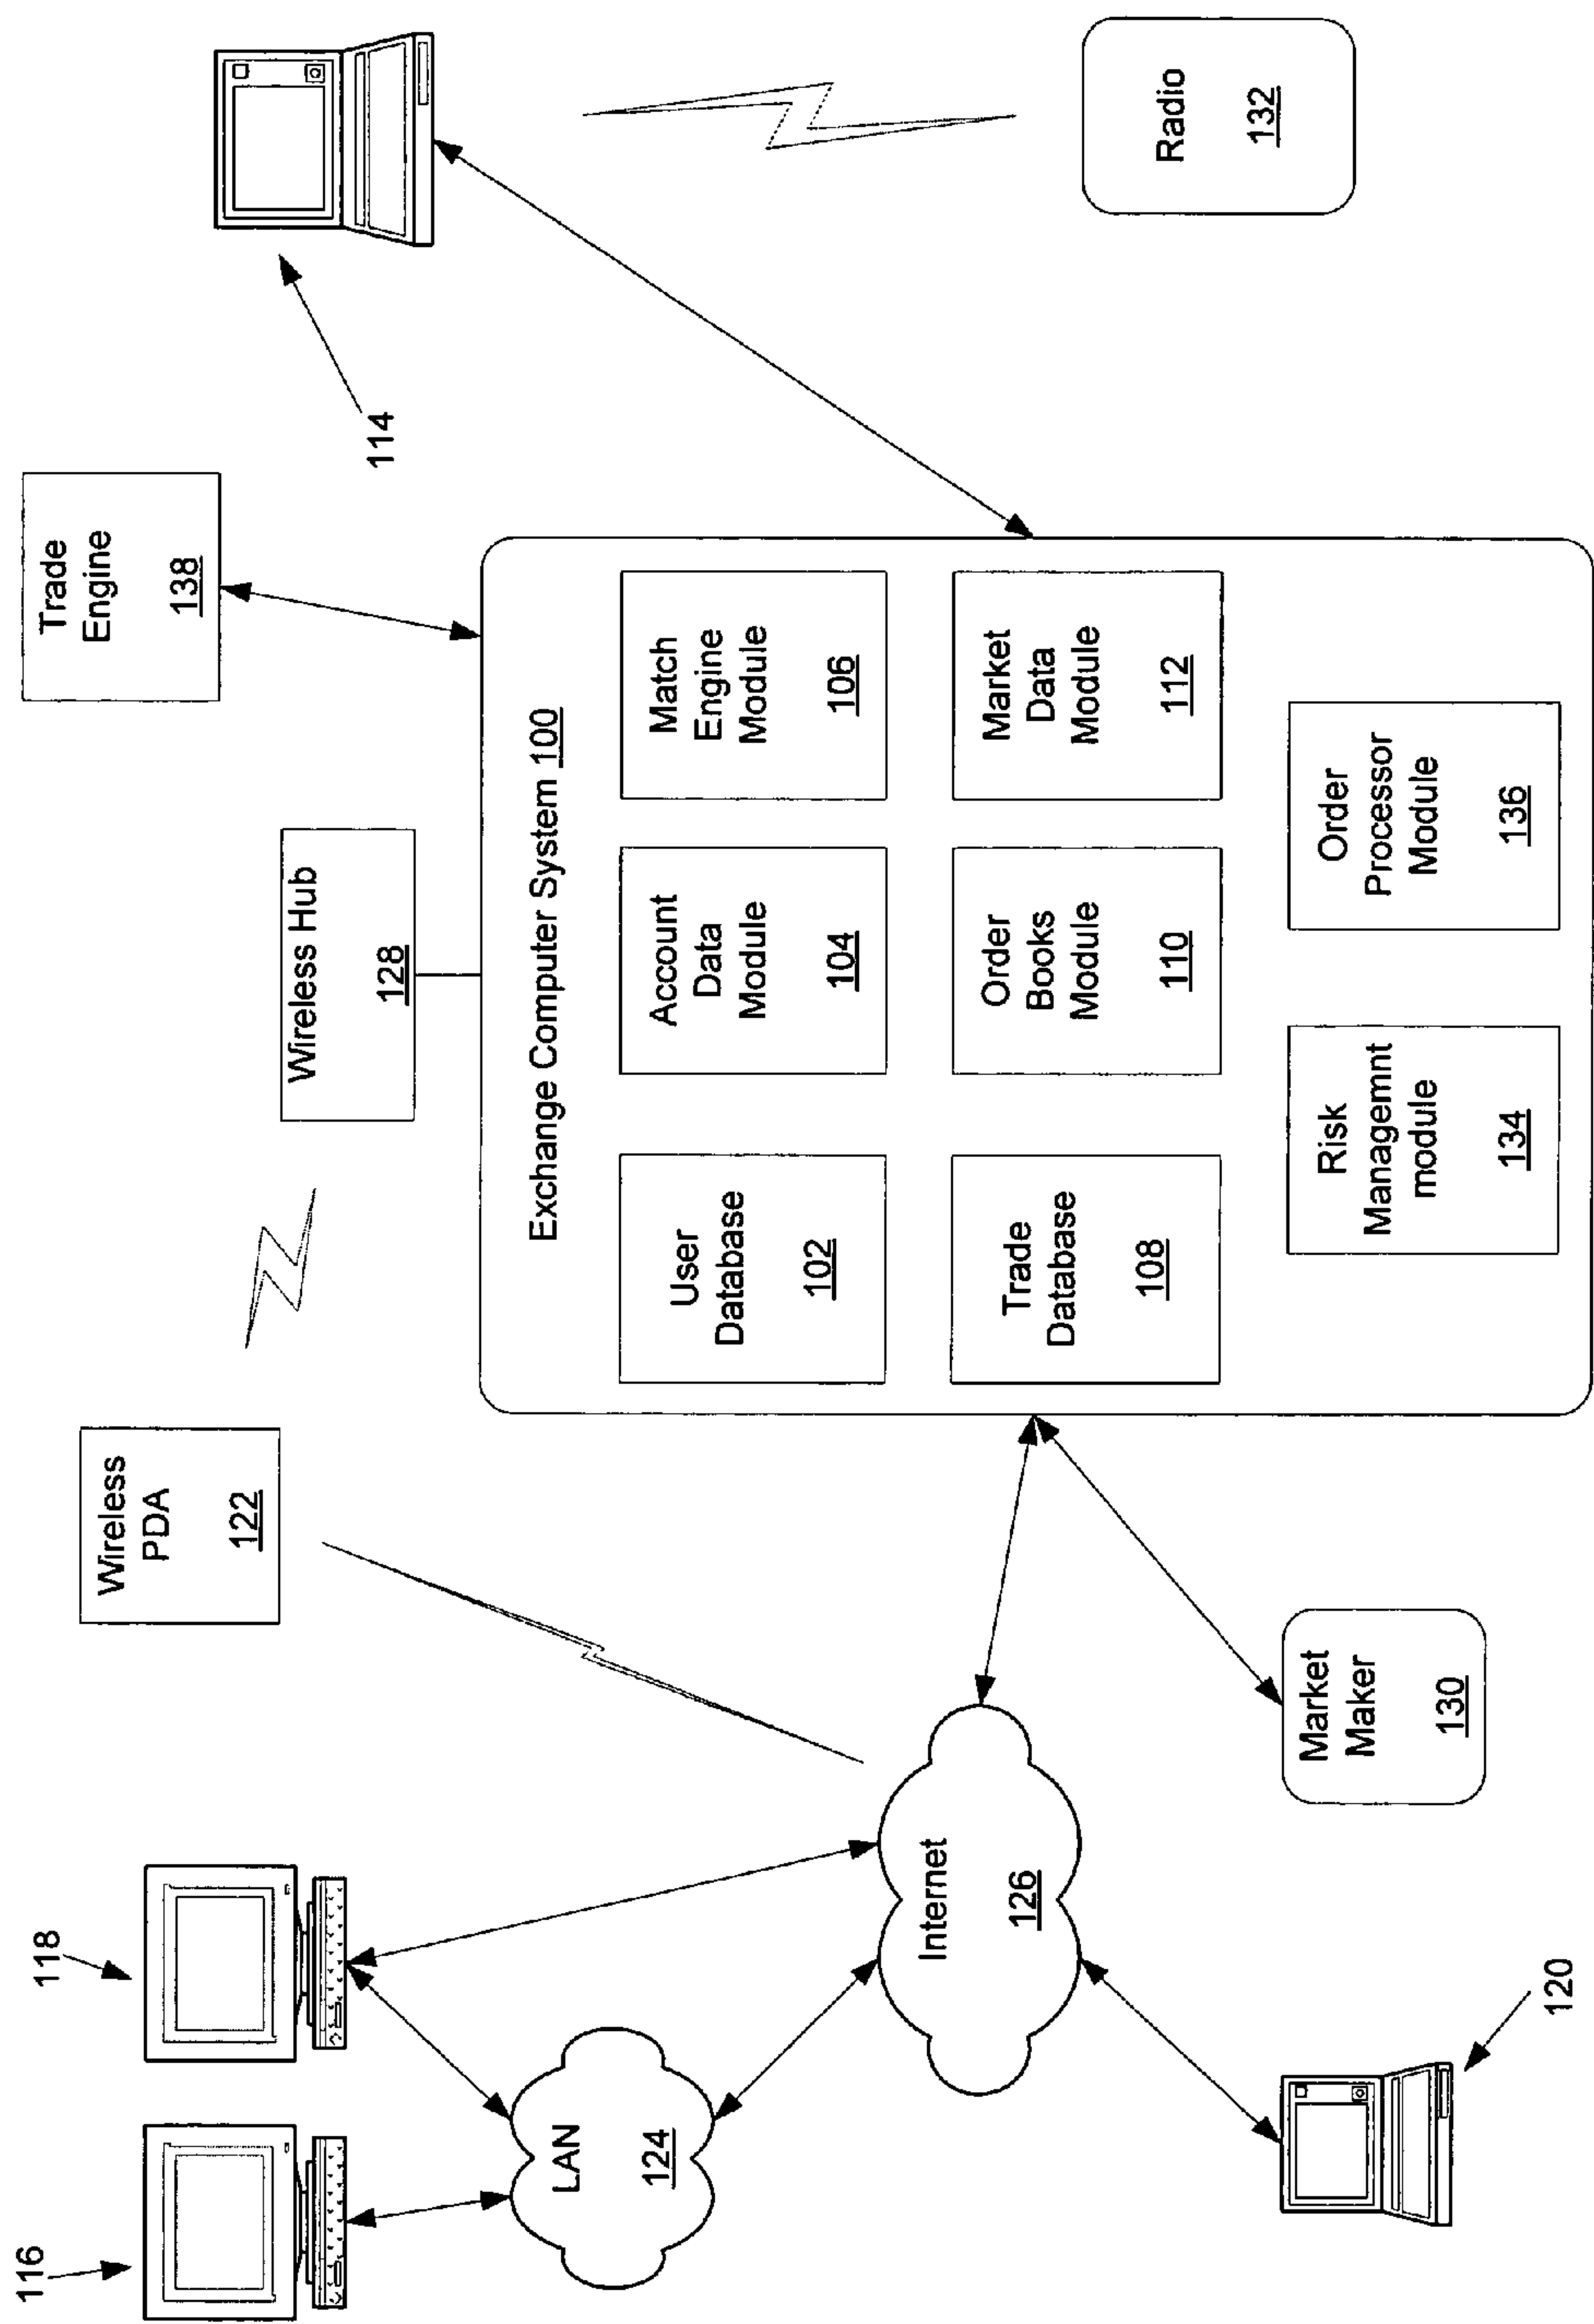 116
118
Wireless
PDA
122
Wireless Hub
128
Trade
Engine
138
114
LAN
124
Internet
126
Exchange Computer System 100
User
Database
102
Account
Data
Module
104
Match
Engine
Module
106
Trade
Database
108
Order
Books
Module
110
Market
Data
Module
112
Risk
Managemnt
module
134
Order
Processor
Module
136
Radio
132
Market
Maker
130
120